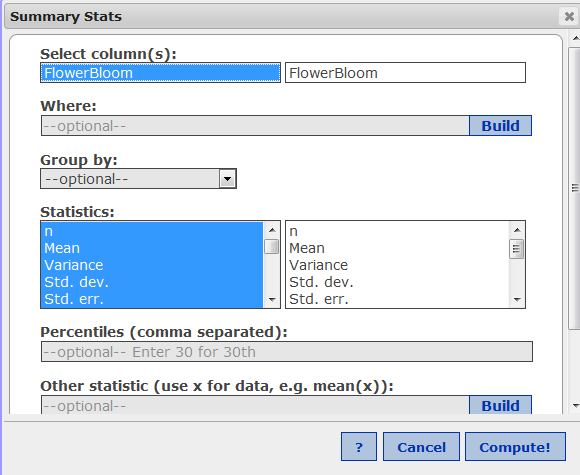 Summary Stats
Select column(s):
FlowerBloom FlowerBloom
Where:
--optional-- Build
Group by:
--optional--
Statistics:
n n
Mean Mean
Variance Variance
Std. dev. Std. dev.
Std. err. Std. err.
Percentiles (comma separated):
--optional-- Enter 30 for 30th
Other statistic (use x for data, e.g. mean(x)):
--optional-- Build
? Cancel Compute!